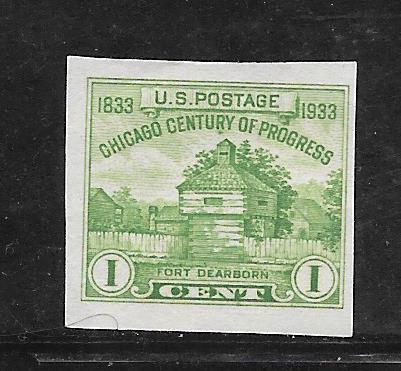 1833 U.S. POSTAGE 1933
CHICAGO CENTURY OF PROGRESS
FORT DEARBORN
1 CENT 1